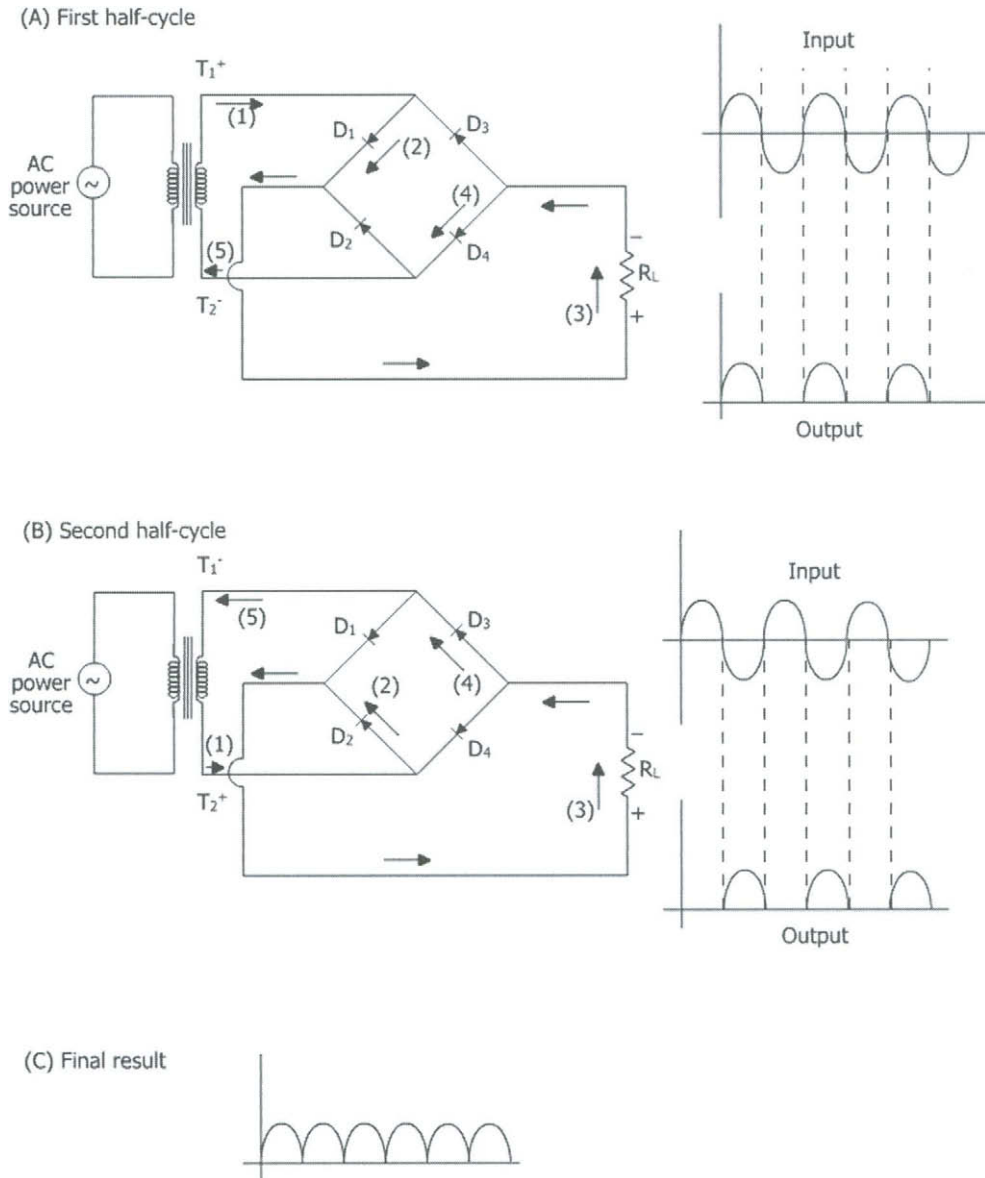 (A) First half-cycle
T₁⁺
(1)
D₁
D₃
(2)
AC
power
source
~
(4)
D₂
D₄
(5)
T₂⁻
−
R_L
(3)
+
Input
Output
(B) Second half-cycle
T₁⁻
(5)
D₁
D₃
AC
power
source
~
(2)
(4)
D₂
D₄
(1)
T₂⁺
−
R_L
(3)
+
Input
Output
(C) Final result